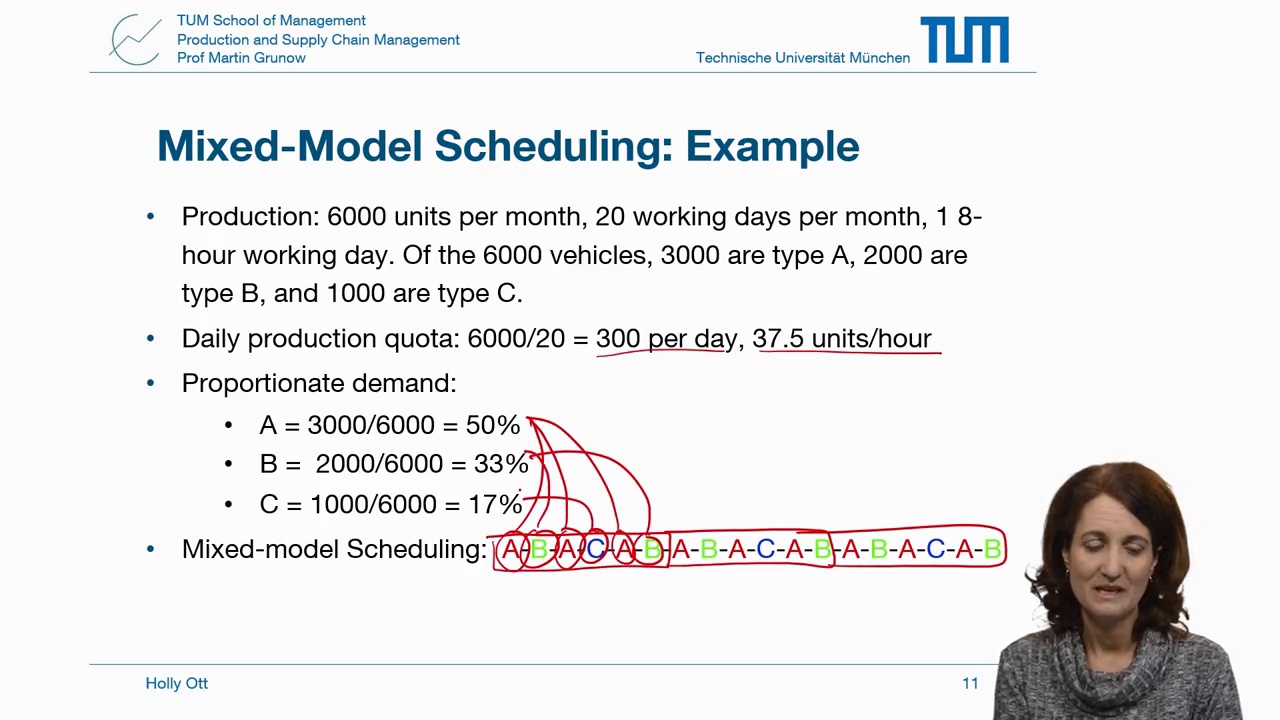 TUM School of Management
Production and Supply Chain Management
Prof Martin Grunow
Technische Universität München
TUM
Mixed-Model Scheduling: Example
• Production: 6000 units per month, 20 working days per month, 1 8-
hour working day. Of the 6000 vehicles, 3000 are type A, 2000 are
type B, and 1000 are type C.
• Daily production quota: 6000/20 = 300 per day, 37.5 units/hour
• Proportionate demand:
• A = 3000/6000 = 50%
• B = 2000/6000 = 33%
• C = 1000/6000 = 17%
• Mixed-model Scheduling: A-B-A-C-A-B-A-B-A-C-A-B-A-B-A-C-A-B
Holly Ott
11